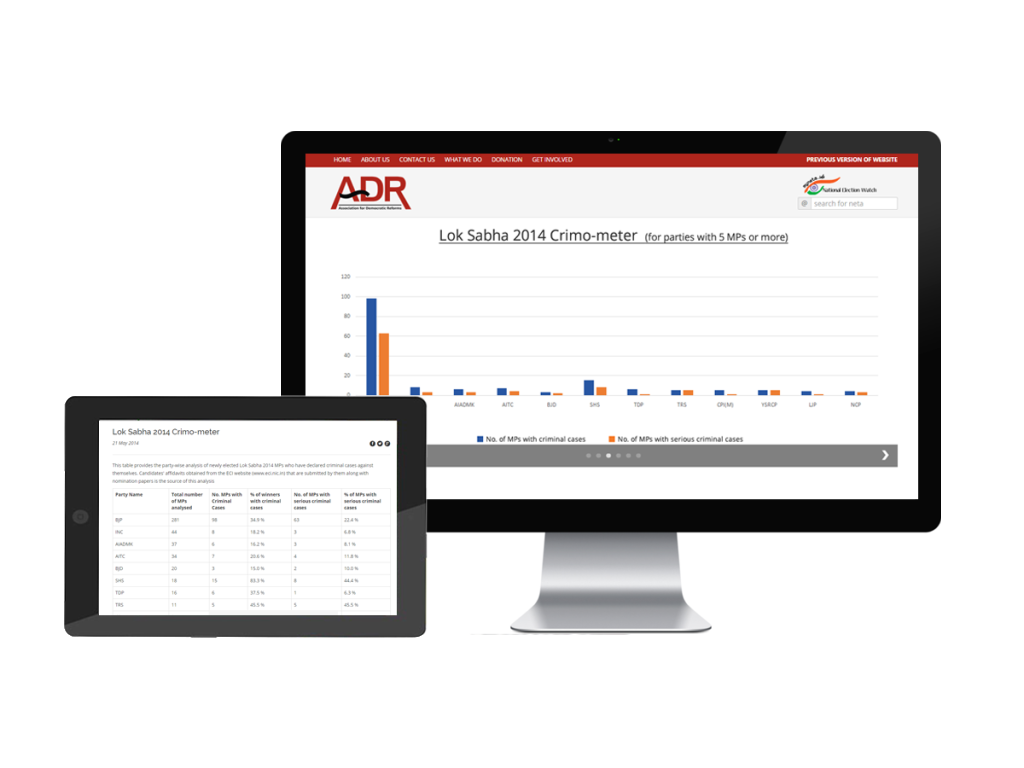 HOME ABOUT US CONTACT US WHAT WE DO DONATION GET INVOLVED PREVIOUS VERSION OF WEBSITE
ADR
Association for Democratic Reforms
National Election Watch
@ search for neta
Lok Sabha 2014 Crimo-meter (for parties with 5 MPs or more)
120
100
80
60
40
20
0
AIADMK AITC BJD SHS TDP TRS CPI(M) YSRCP LJP NCP
No. of MPs with criminal cases No. of MPs with serious criminal cases
Lok Sabha 2014 Crimo-meter
21 May 2014
This table provides the party-wise analysis of newly elected Lok Sabha 2014 MPs who have declared criminal cases against
themselves. Candidates' affidavits obtained from the ECI website (www.eci.nic.in) that are submitted by them along with
nomination papers is the source of this analysis.
Party Name Total number of MPs analysed No. MPs with Criminal Cases % of winners with criminal cases No. of MPs with serious criminal cases % of MPs with serious criminal cases
BJP 281 98 34.9 % 63 22.4 %
INC 44 8 18.2 % 3 6.8 %
AIADMK 37 6 16.2 % 3 8.1 %
AITC 34 7 20.6 % 4 11.8 %
BJD 20 3 15.0 % 2 10.0 %
SHS 18 15 83.3 % 8 44.4 %
TDP 16 6 37.5 % 1 6.3 %
TRS 11 5 45.5 % 5 45.5 %